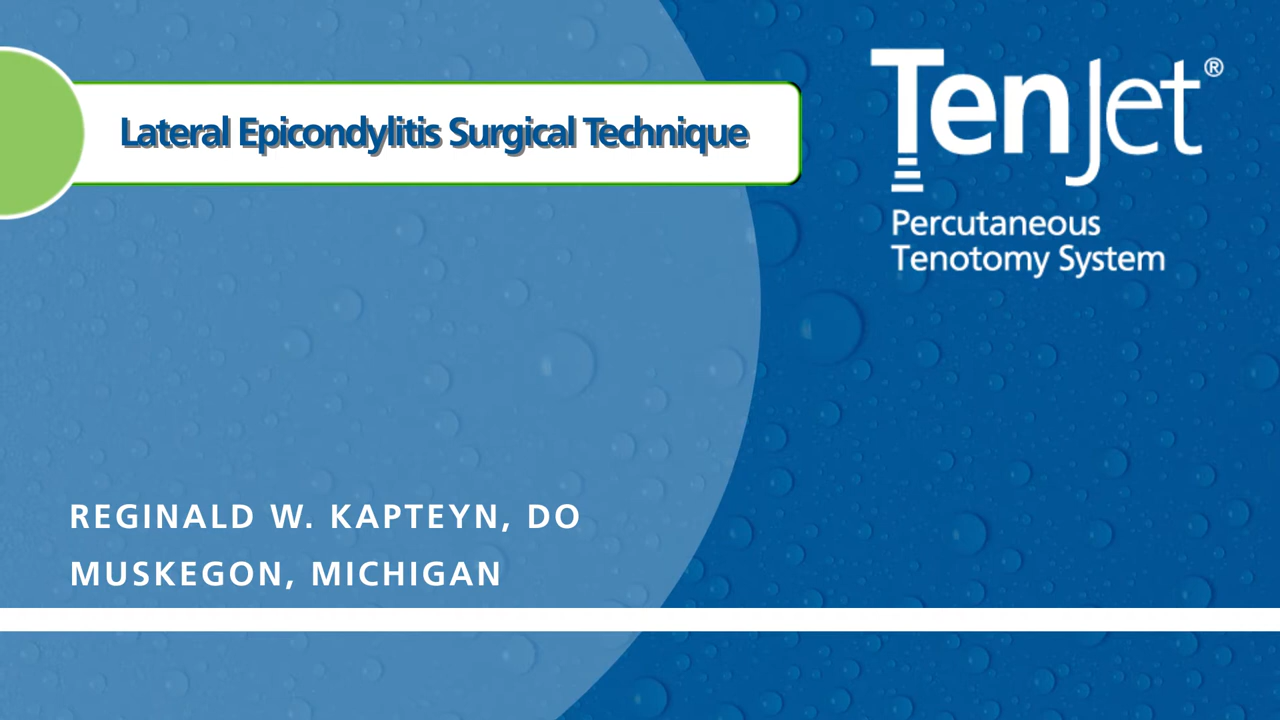 Lateral Epicondylitis Surgical Technique
TenJet®
Percutaneous
Tenotomy System
REGINALD W. KAPTEYN, DO
MUSKEGON, MICHIGAN